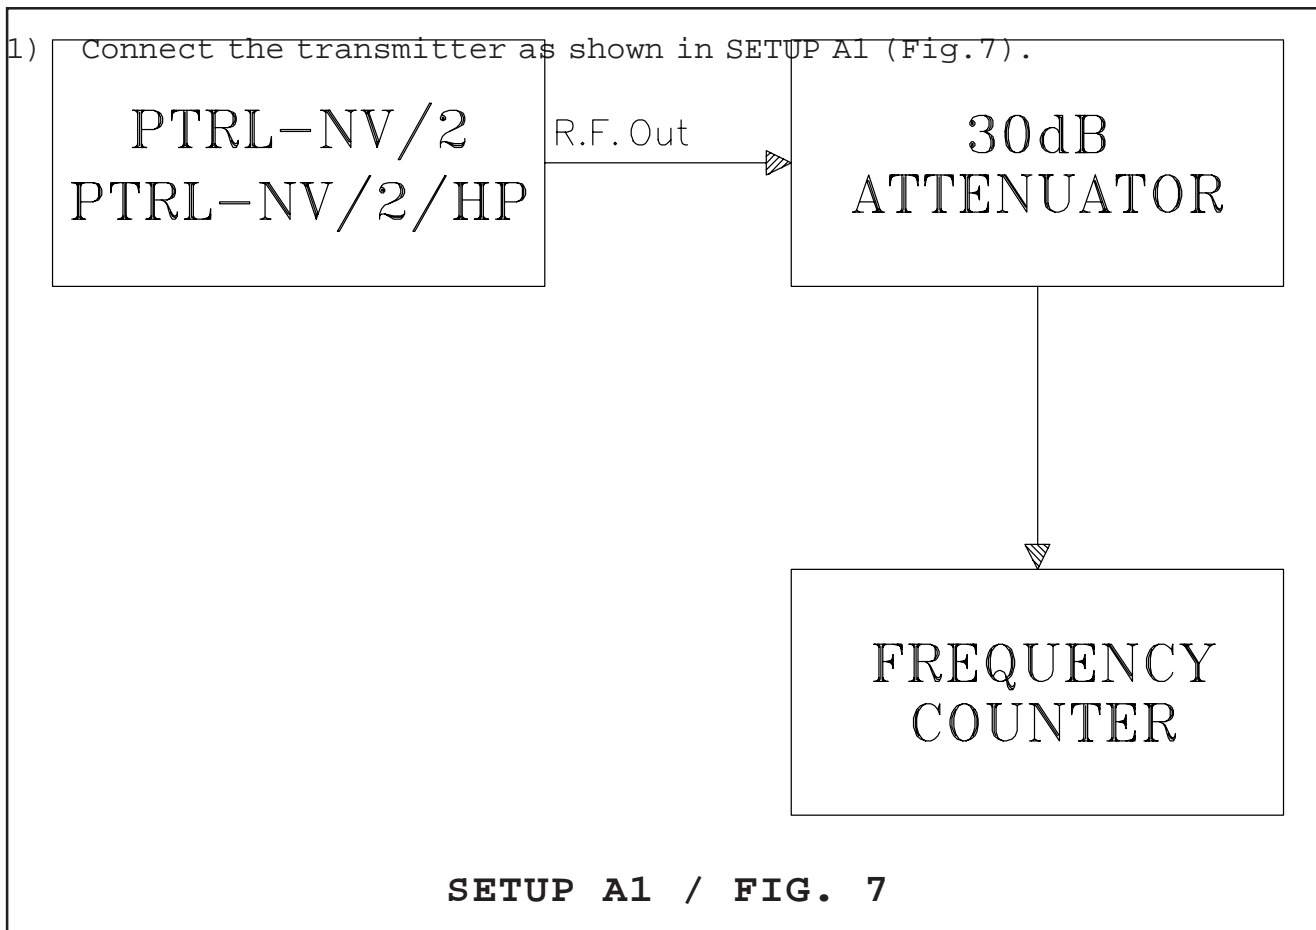 1) Connect the transmitter as shown in SETUP A1 (Fig.7).
PTRL-NV/2
PTRL-NV/2/HP
R.F. Out
30dB
ATTENUATOR
FREQUENCY
COUNTER
SETUP A1 / FIG. 7